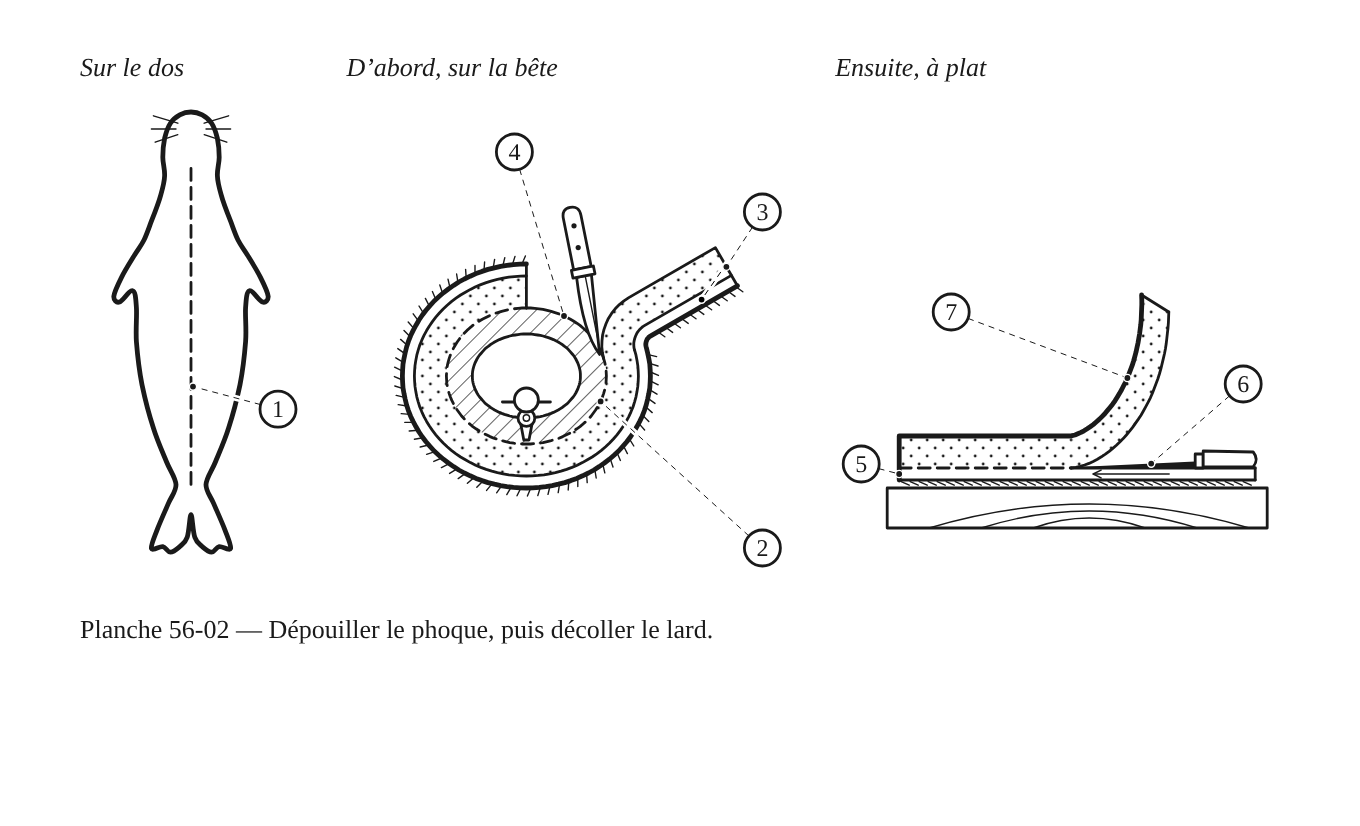 Sur le dos
D’abord, sur la bête
Ensuite, à plat
4
3
7
6
1
5
2
Planche 56-02 — Dépouiller le phoque, puis décoller le lard.